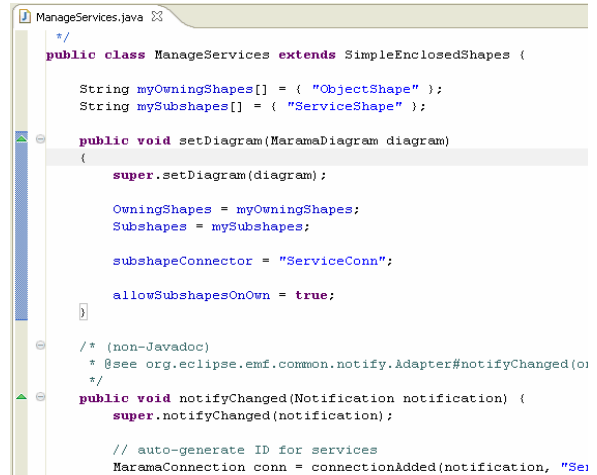 ManageServices.java
*/
public class ManageServices extends SimpleEnclosedShapes {
String myOwningShapes[] = { "ObjectShape" };
String mySubshapes[] = { "ServiceShape" };
public void setDiagram(MaramaDiagram diagram)
{
super.setDiagram(diagram);
OwningShapes = myOwningShapes;
Subshapes = mySubshapes;
subshapeConnector = "ServiceConn";
allowSubshapesOnOwn = true;
}
/* (non-Javadoc)
* @see org.eclipse.emf.common.notify.Adapter#notifyChanged(or
*/
public void notifyChanged(Notification notification) {
super.notifyChanged(notification);
// auto-generate ID for services
MaramaConnection conn = connectionAdded(notification, "Ser